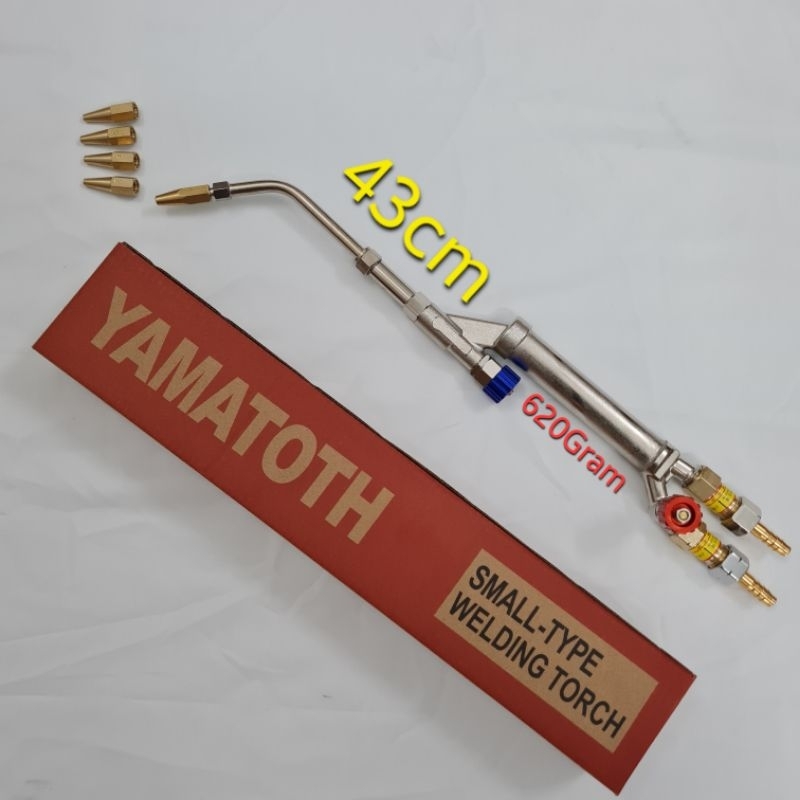 43cm
620Gram
YAMATOTH
SMALL-TYPE
WELDING TORCH